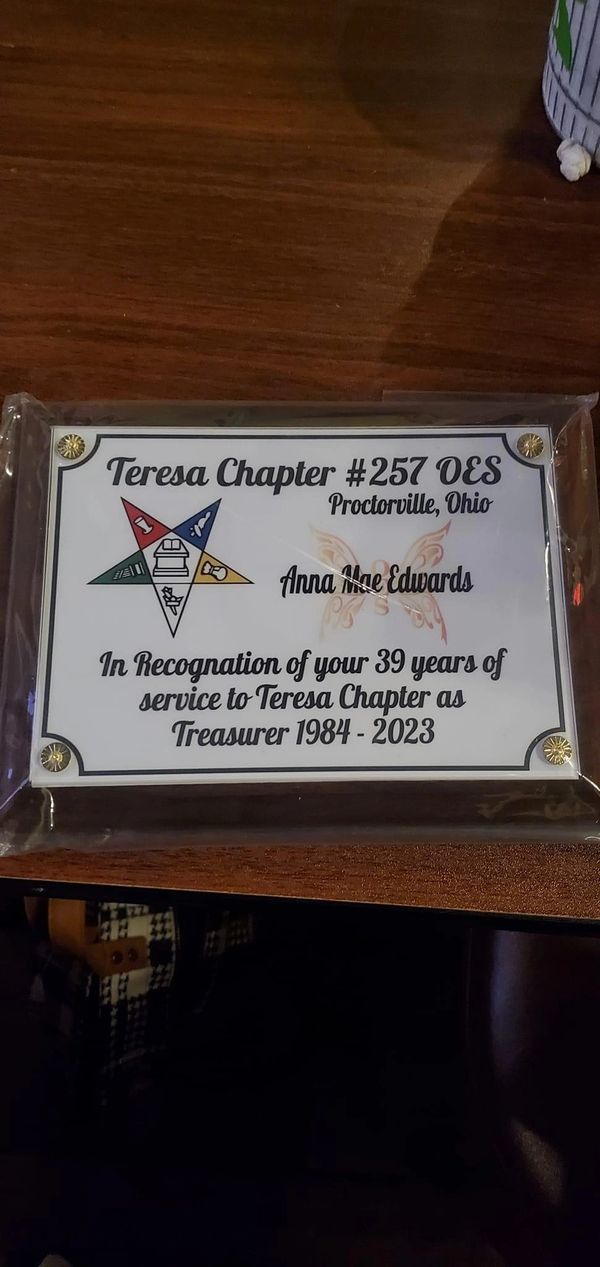 Teresa Chapter #257 OES
Proctorville, Ohio
Anna Mae Edwards
In Recognation of your 39 years of
service to Teresa Chapter as
Treasurer 1984 - 2023